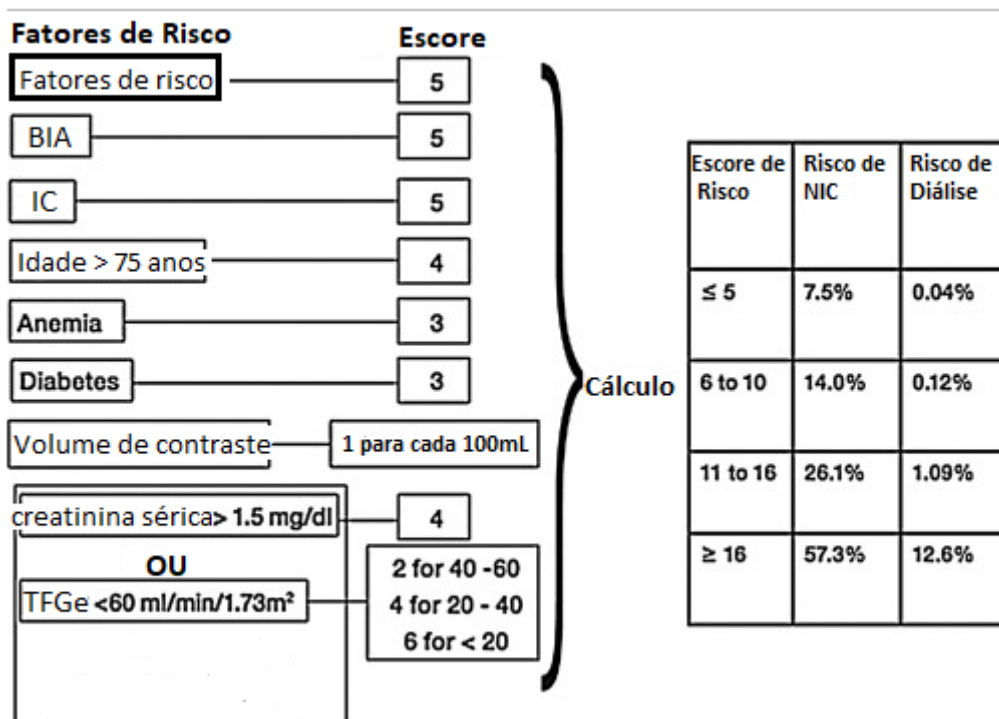 Fatores de Risco Escore
Fatores de risco 5
BIA 5
IC 5
Idade > 75 anos 4
Anemia 3
Diabetes 3
Volume de contraste 1 para cada 100mL
creatinina sérica> 1.5 mg/dl 4
OU
TFGe <60 ml/min/1.73m²
2 for 40 -60
4 for 20 - 40
6 for < 20
Cálculo
Escore de Risco de Risco de
Risco NIC Diálise
≤ 5 7.5% 0.04%
6 to 10 14.0% 0.12%
11 to 16 26.1% 1.09%
≥ 16 57.3% 12.6%